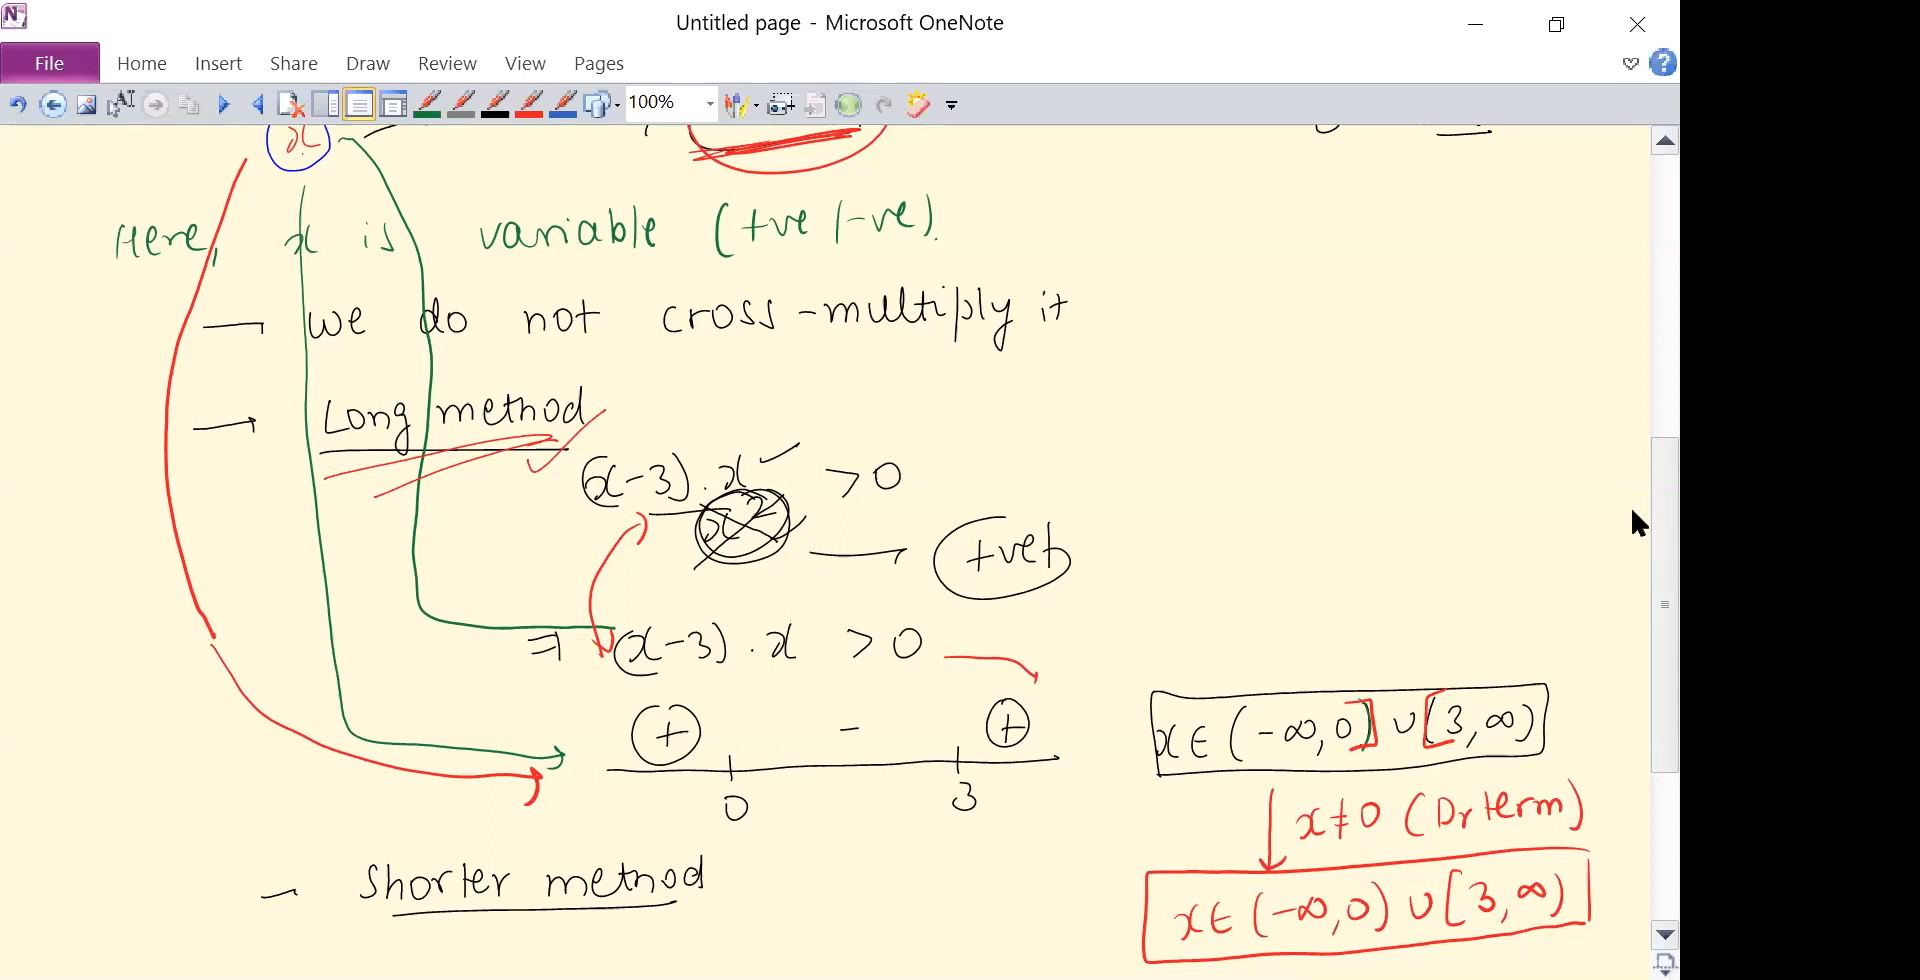 Untitled page - Microsoft OneNote
File Home Insert Share Draw Review View Pages
100%
x
Here, x is variable (+ve/-ve).
— we do not cross-multiply it
→ Long method
(x-3).x > 0
x²
→ +ve
⇒ (x-3).x > 0
+ - +
0 3
x∈(-∞,0] ∪ [3,∞)
x≠0 (Dr term)
x∈(-∞,0) ∪ [3,∞)
- Shorter method